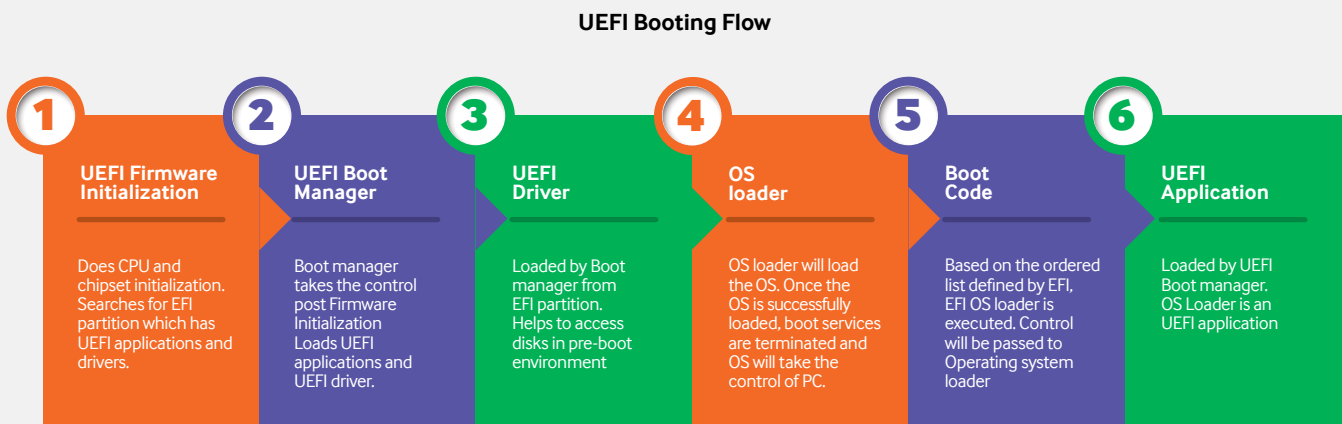 UEFI Booting Flow
1
UEFI Firmware
Initialization
Does CPU and
chipset initialization.
Searches for EFI
partition which has
UEFI applications and
drivers.
2
UEFI Boot
Manager
Boot manager
takes the control
post Firmware
Initialization
Loads UEFI
applications and
UEFI driver.
3
UEFI
Driver
Loaded by Boot
manager from
EFI partition.
Helps to access
disks in pre-boot
environment
4
OS
loader
OS loader will load
the OS. Once the
OS is successfully
loaded, boot services
are terminated and
OS will take the
control of PC.
5
Boot
Code
Based on the ordered
list defined by EFI,
EFI OS loader is
executed. Control
will be passed to
Operating system
loader
6
UEFI
Application
Loaded by UEFI
Boot manager.
OS Loader is an
UEFI application